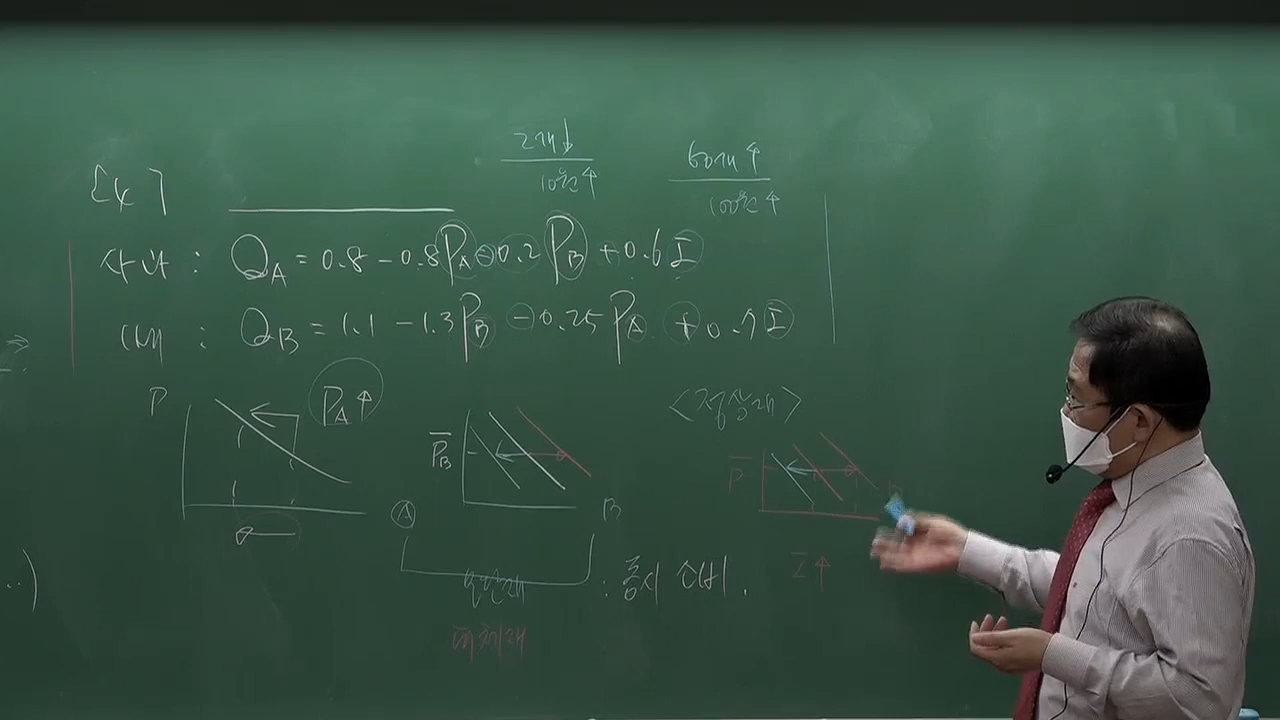 2개↓
100원↑
60개↑
100원↑
[x]
사과 : Q_A = 0.8 - 0.8P_A - 0.2P_B + 0.6I
배 : Q_B = 1.1 - 1.3P_B - 0.25P_A + 0.7I
P
P_A↑
P̅_B
Ⓐ
B
<정상재>
P̅
I↑
보완재
: 동시 소비.
대체재
..)